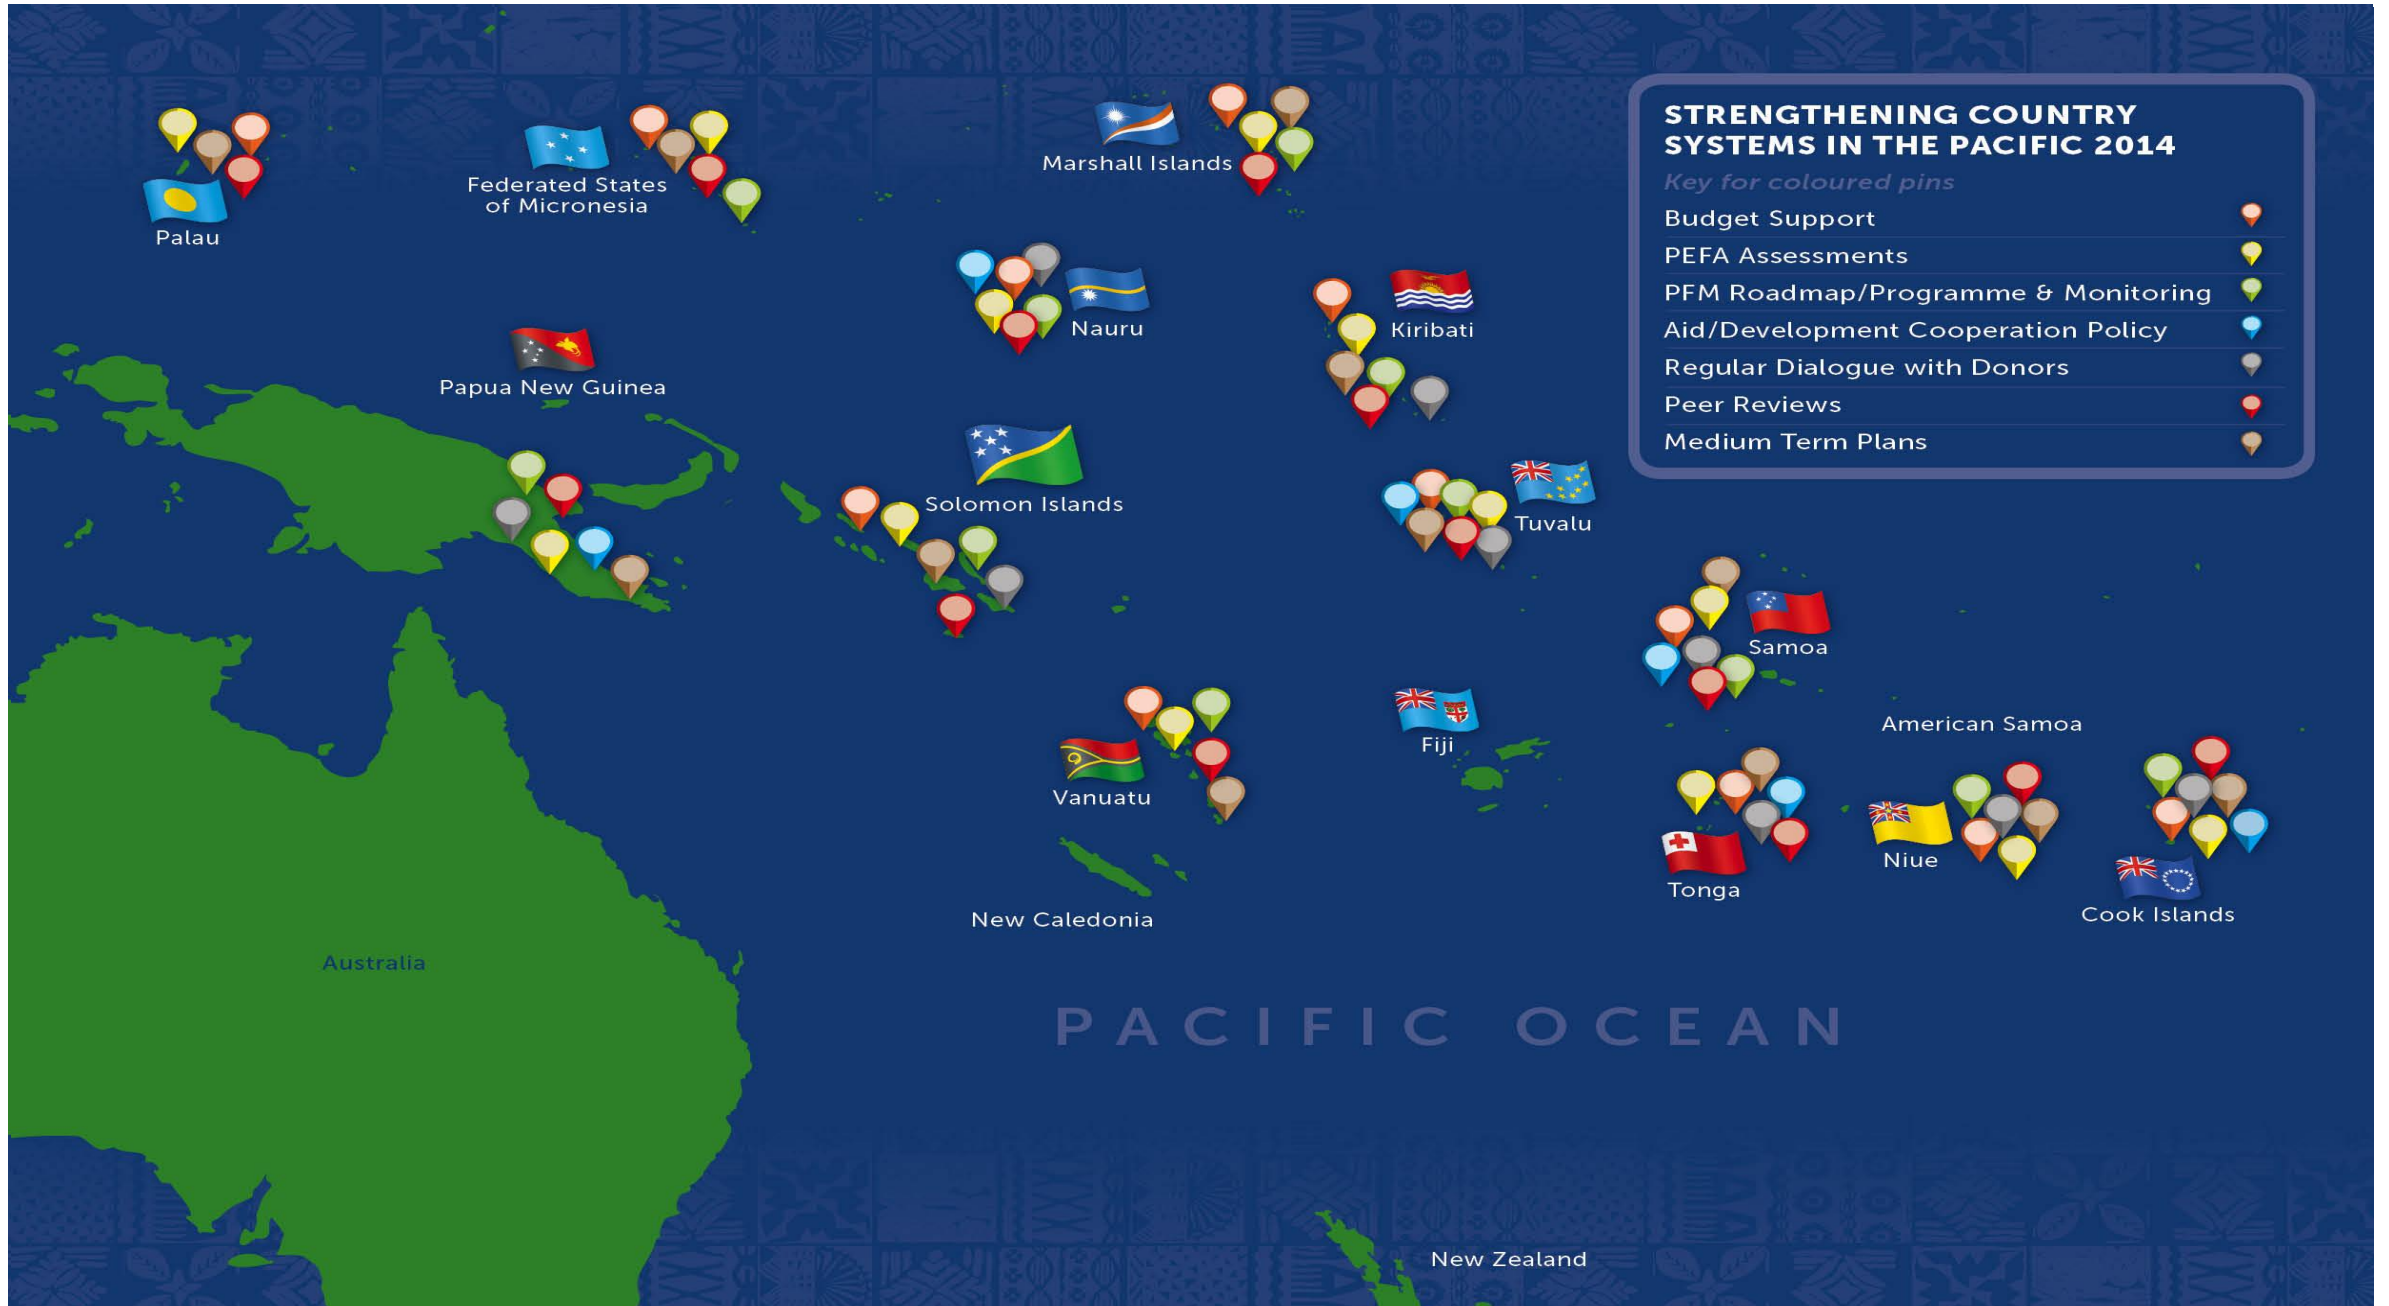 STRENGTHENING COUNTRY
SYSTEMS IN THE PACIFIC 2014
Key for coloured pins
Budget Support
PEFA Assessments
PFM Roadmap/Programme & Monitoring
Aid/Development Cooperation Policy
Regular Dialogue with Donors
Peer Reviews
Medium Term Plans
Marshall Islands
Federated States
of Micronesia
Palau
Nauru
Kiribati
Papua New Guinea
Solomon Islands
Tuvalu
Samoa
American Samoa
Fiji
Vanuatu
Niue
Tonga
Cook Islands
New Caledonia
Australia
PACIFIC OCEAN
New Zealand